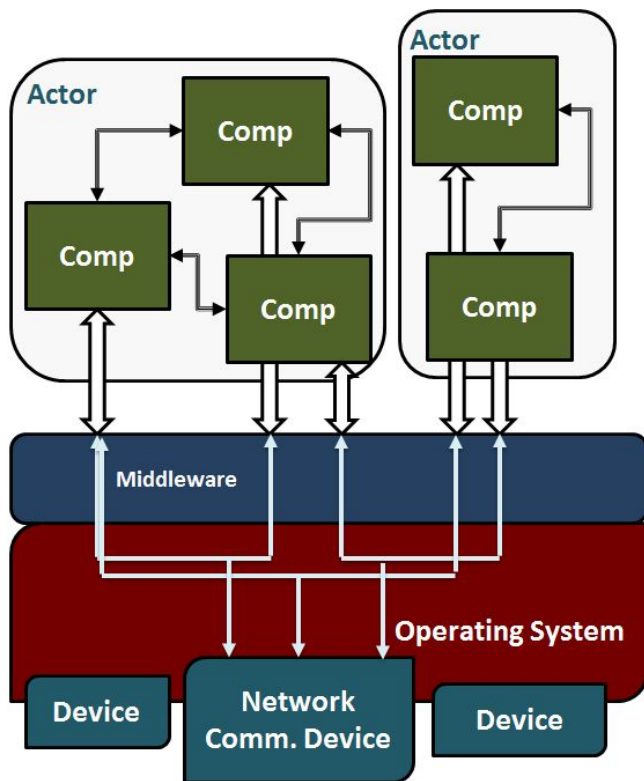 Actor
Comp
Comp
Comp
Actor
Comp
Comp
Middleware
Operating System
Device
Network
Comm. Device
Device